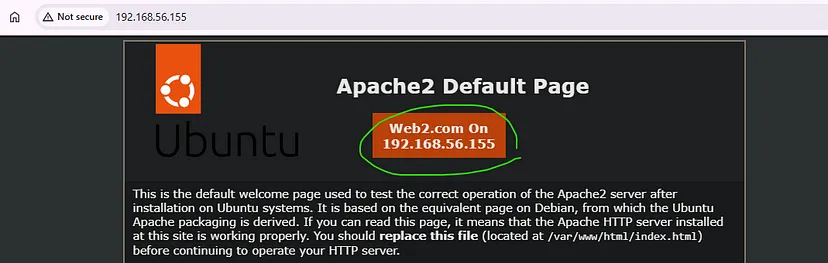 Not secure 192.168.56.155
Apache2 Default Page
Ubuntu
Web2.com On
192.168.56.155
This is the default welcome page used to test the correct operation of the Apache2 server after
installation on Ubuntu systems. It is based on the equivalent page on Debian, from which the Ubuntu
Apache packaging is derived. If you can read this page, it means that the Apache HTTP server installed
at this site is working properly. You should replace this file (located at /var/www/html/index.html)
before continuing to operate your HTTP server.